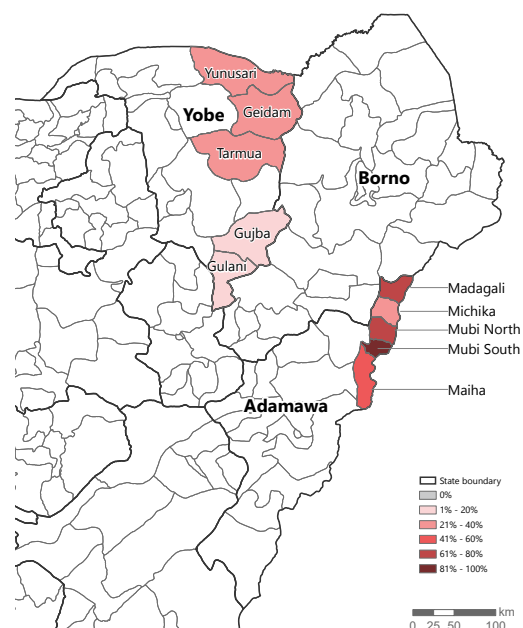 Yunusari
Yobe
Geidam
Tarmua
Borno
Gujba
Gulani
Madagali
Michika
Mubi North
Mubi South
Maiha
Adamawa
State boundary
0%
1% - 20%
21% - 40%
41% - 60%
61% - 80%
81% - 100%
km
0 25 50 100